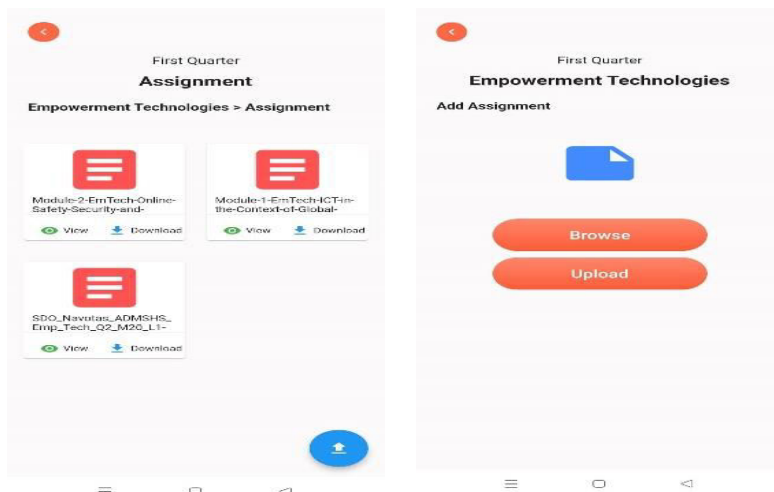 First Quarter
Assignment
Empowerment Technologies > Assignment
Module-2-EmTech-Online-
Safety-Security-and-
View Download
Module-1-EmTech-ICT-in-
the-Context-of-Global-
View Download
SDO_Navotas_ADMSHS_
Emp_Tech_Q2_M20_L1-
View Download
First Quarter
Empowerment Technologies
Add Assignment
Browse
Upload